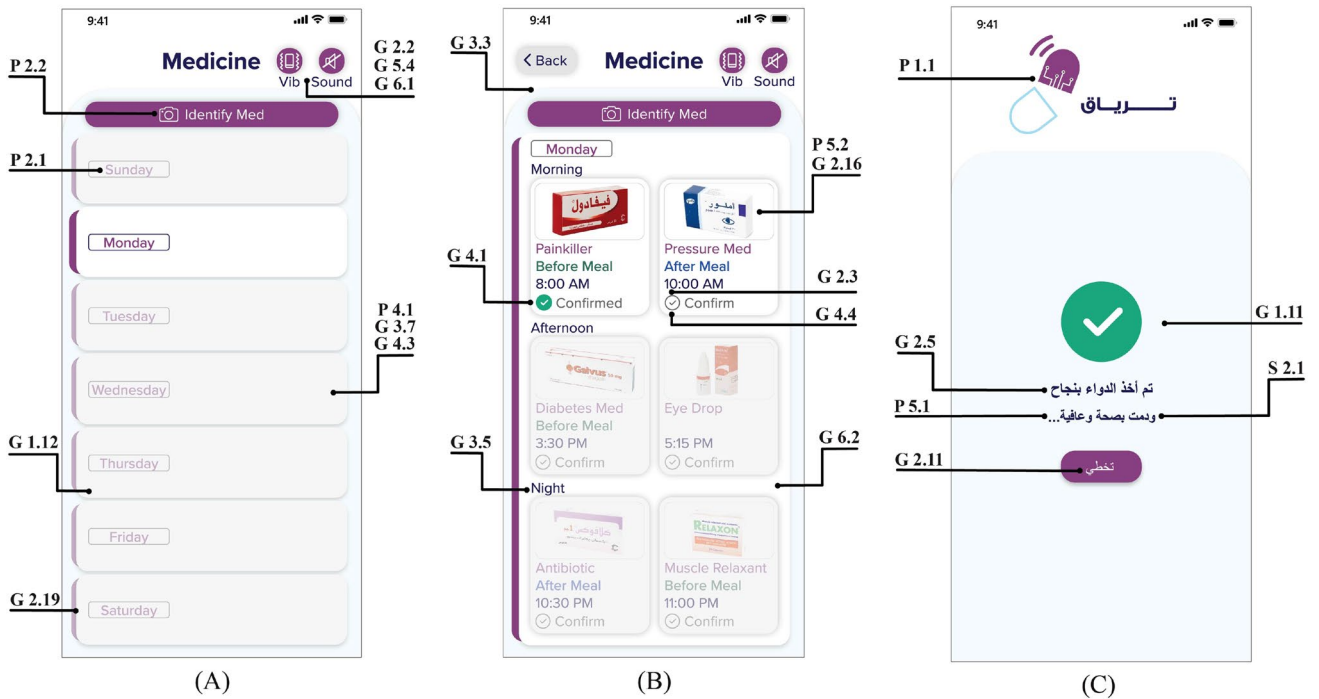 9:41
Medicine
Vib
Sound
Identify Med
Sunday
Monday
Tuesday
Wednesday
Thursday
Friday
Saturday
P 2.2
P 2.1
G 1.12
G 2.19
G 2.2
G 5.4
G 6.1
P 4.1
G 3.7
G 4.3
(A)
9:41
Back
Medicine
Vib
Sound
Identify Med
Monday
Morning
فيفادول
Painkiller
Before Meal
8:00 AM
Confirmed
املور
Pressure Med
After Meal
10:00 AM
Confirm
Afternoon
Galvus 50 mg
Diabetes Med
Before Meal
3:30 PM
Confirm
Eye Drop
5:15 PM
Confirm
Night
Antibiotic
After Meal
10:30 PM
Confirm
RELAXON
Muscle Relaxant
Before Meal
11:00 PM
Confirm
G 3.3
G 4.1
G 3.5
P 5.2
G 2.16
G 2.3
G 4.4
G 6.2
(B)
9:41
تــــريــاق
تم أخذ الدواء بنجاح
ودمت بصحة وعافية...
تخطي
P 1.1
G 2.5
P 5.1
G 2.11
G 1.11
S 2.1
(C)